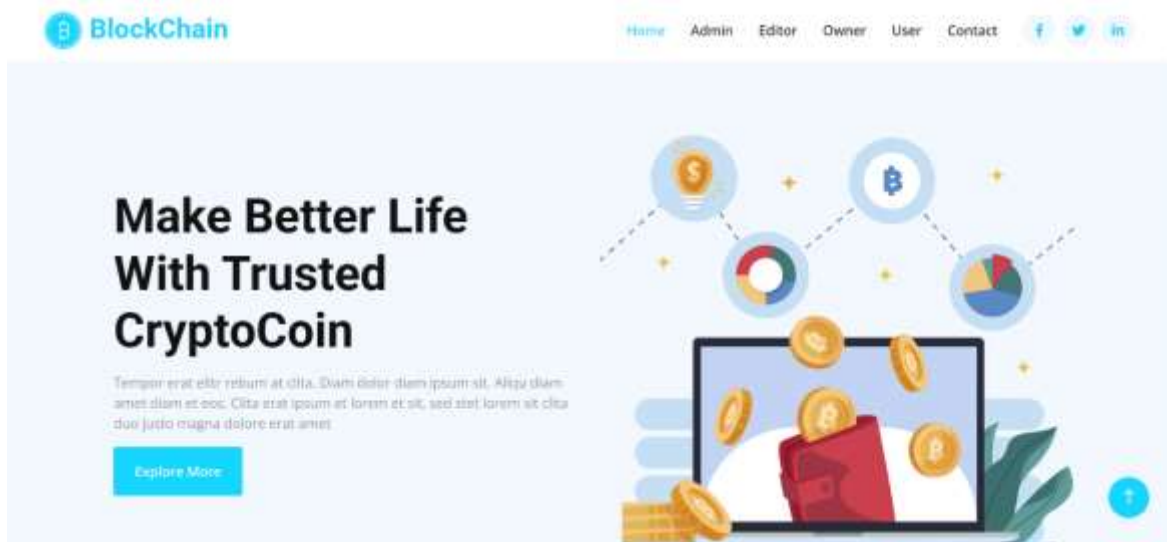 BlockChain
Home Admin Editor Owner User Contact
Make Better Life
With Trusted
CryptoCoin
Tempor erat elitr rebum at clita. Diam dolor diam ipsum sit. Aliqu diam
amet diam et eos. Clita erat ipsum et lorem et sit, sed stet lorem sit clita
duo justo magna dolore erat amet
Explore More